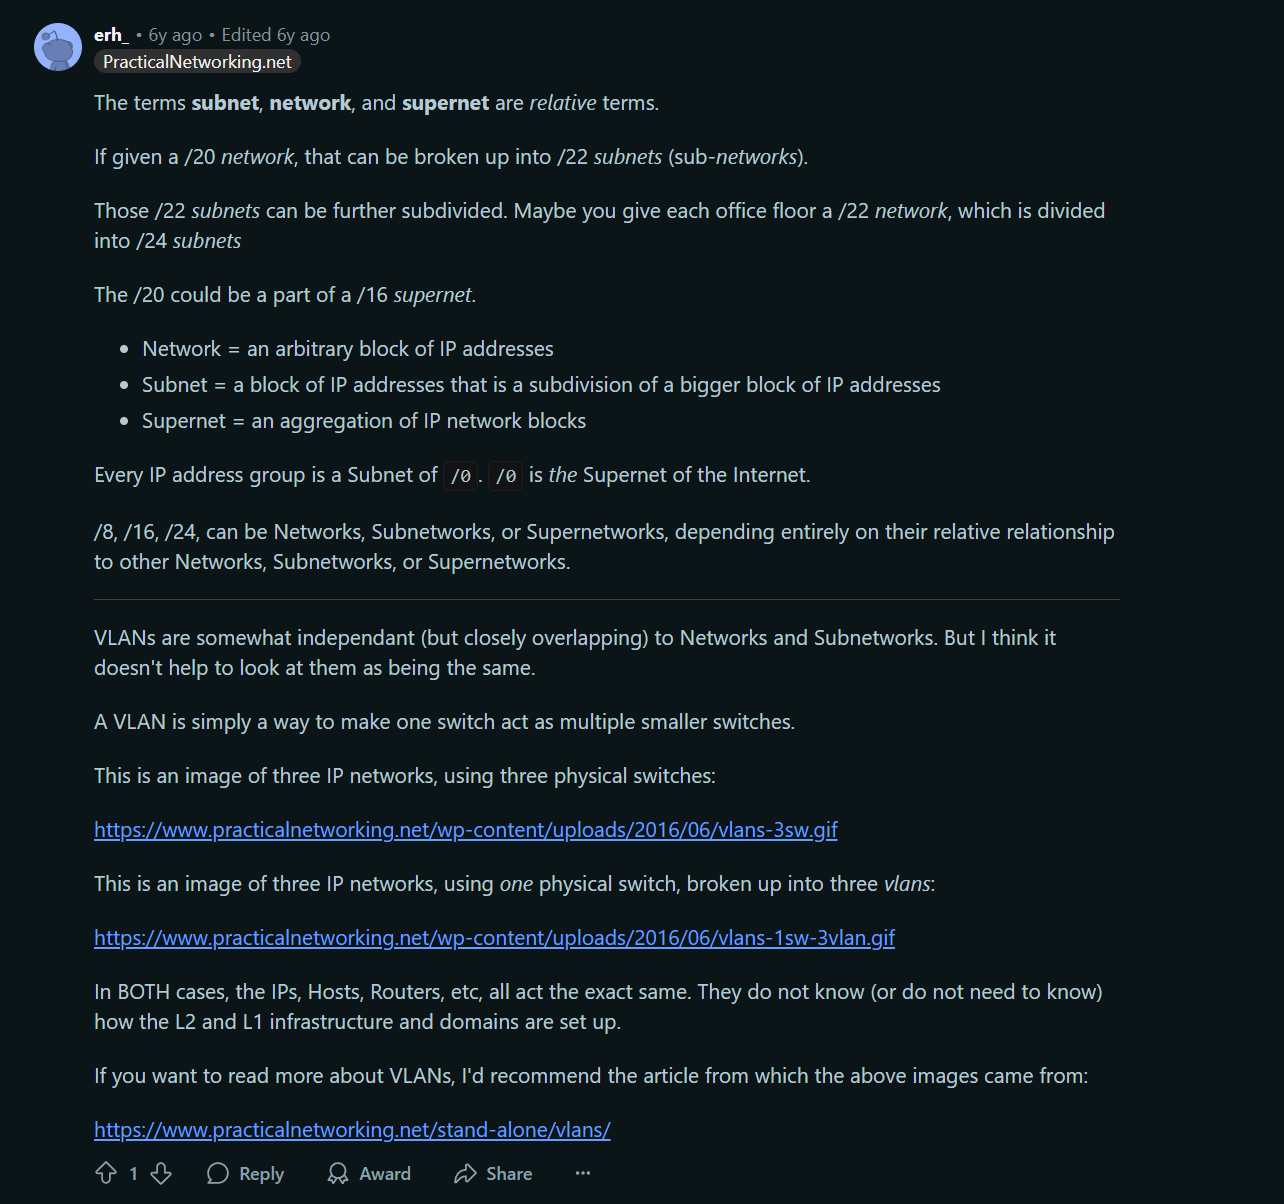 erh_ • 6y ago • Edited 6y ago
PracticalNetworking.net
The terms subnet, network, and supernet are relative terms.
If given a /20 network, that can be broken up into /22 subnets (sub-networks).
Those /22 subnets can be further subdivided. Maybe you give each office floor a /22 network, which is divided
into /24 subnets
The /20 could be a part of a /16 supernet.
• Network = an arbitrary block of IP addresses
• Subnet = a block of IP addresses that is a subdivision of a bigger block of IP addresses
• Supernet = an aggregation of IP network blocks
Every IP address group is a Subnet of /0. /0 is the Supernet of the Internet.
/8, /16, /24, can be Networks, Subnetworks, or Supernetworks, depending entirely on their relative relationship
to other Networks, Subnetworks, or Supernetworks.
VLANs are somewhat independant (but closely overlapping) to Networks and Subnetworks. But I think it
doesn't help to look at them as being the same.
A VLAN is simply a way to make one switch act as multiple smaller switches.
This is an image of three IP networks, using three physical switches:
https://www.practicalnetworking.net/wp-content/uploads/2016/06/vlans-3sw.gif
This is an image of three IP networks, using one physical switch, broken up into three vlans:
https://www.practicalnetworking.net/wp-content/uploads/2016/06/vlans-1sw-3vlan.gif
In BOTH cases, the IPs, Hosts, Routers, etc, all act the exact same. They do not know (or do not need to know)
how the L2 and L1 infrastructure and domains are set up.
If you want to read more about VLANs, I'd recommend the article from which the above images came from:
https://www.practicalnetworking.net/stand-alone/vlans/
1 Reply Award Share ...